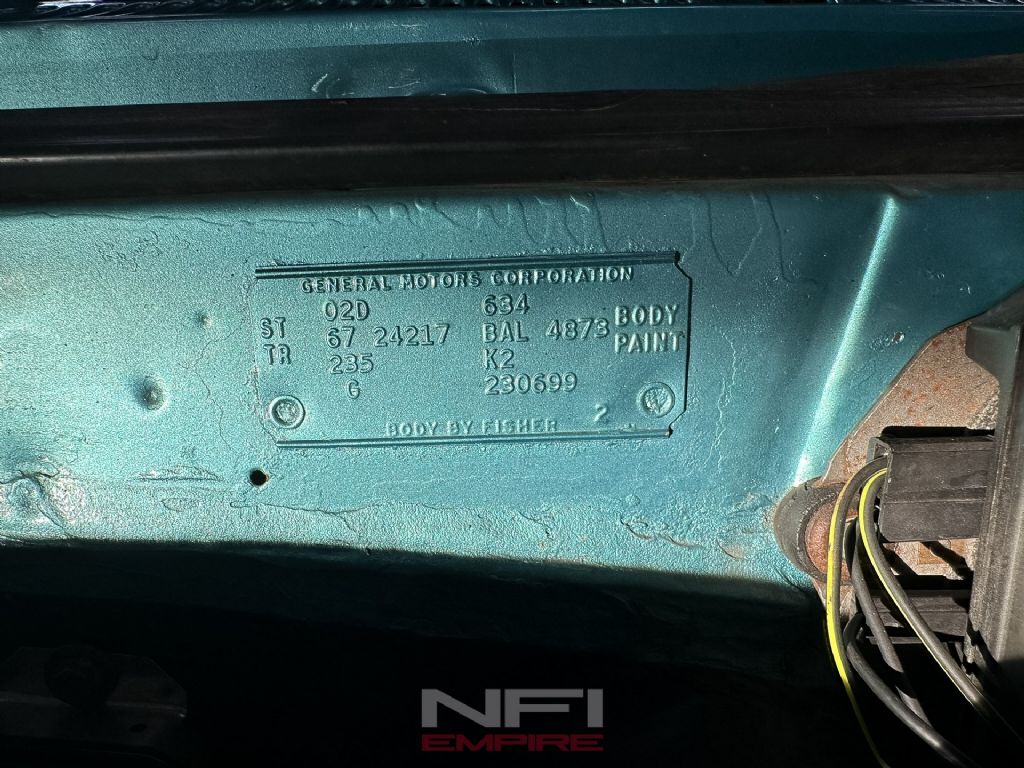 GENERAL MOTORS CORPORATION
02D 634
ST 67 24217 BAL 4873 BODY
TR 235 K2 PAINT
G 230699
2
BODY BY FISHER
NFI
EMPIRE